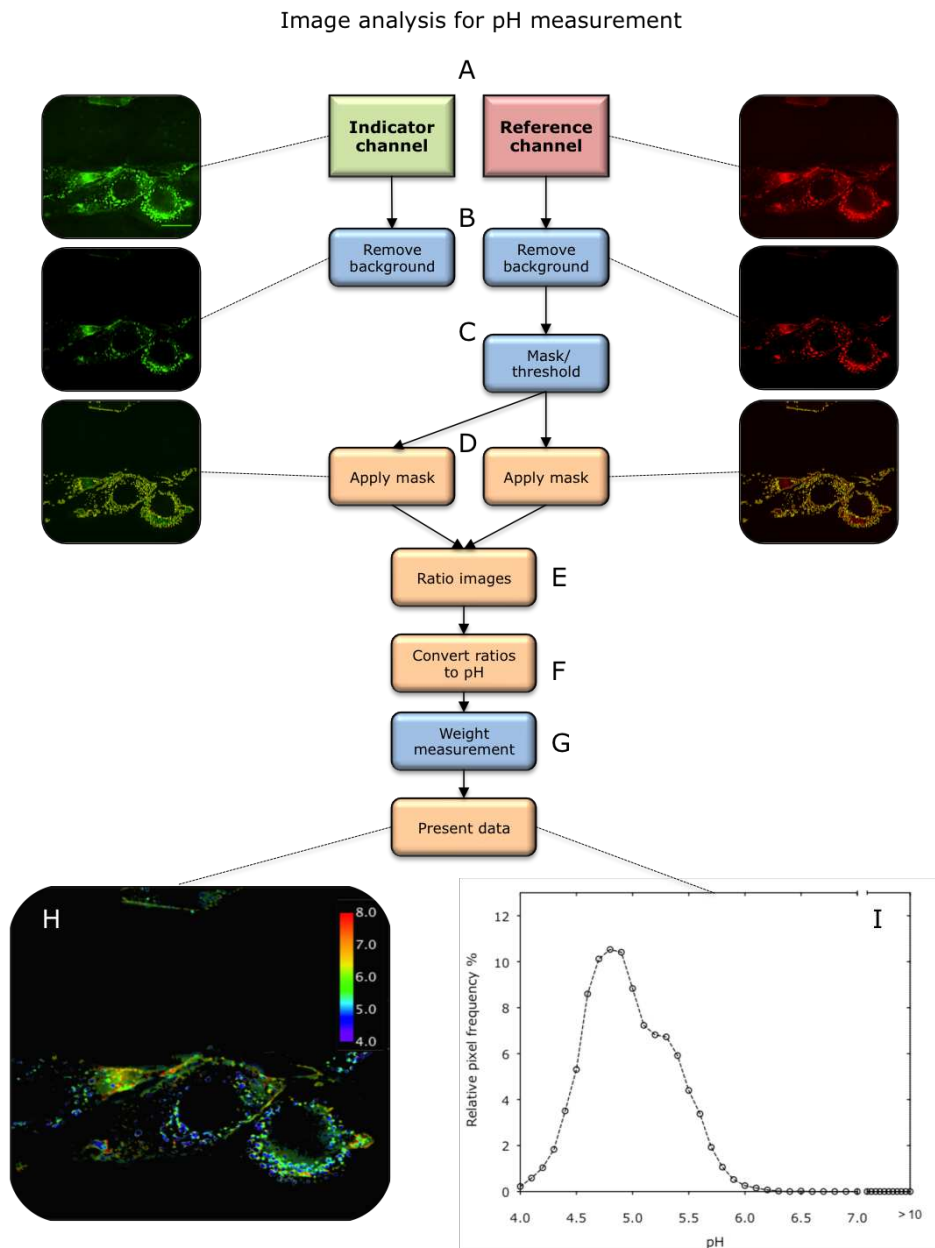 Image analysis for pH measurement
A
Indicator
channel
Reference
channel
B
Remove
background
Remove
background
C
Mask/
threshold
D
Apply mask
Apply mask
Ratio images
E
Convert ratios
to pH
F
Weight
measurement
G
Present data
H
8.0
7.0
6.0
5.0
4.0
I
Relative pixel frequency %
12
10
8
6
4
2
0
4.0 4.5 5.0 5.5 6.0 6.5 7.0 > 10
pH